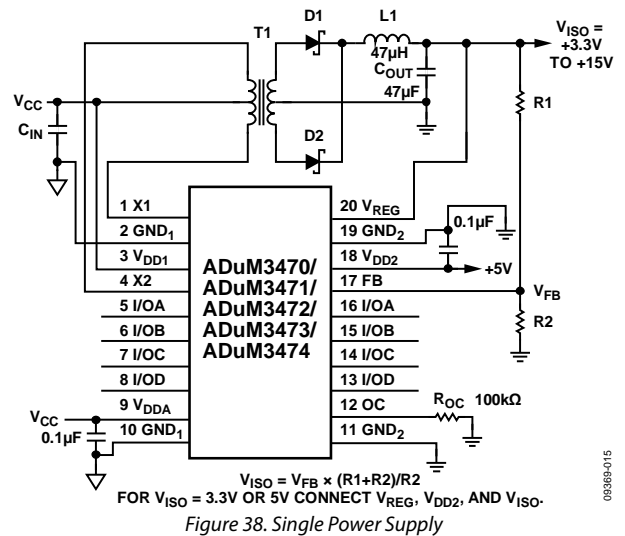 T1
D1
L1
47µH
COUT
47µF
VISO =
+3.3V
TO +15V
VCC
CIN
R1
D2
1 X1
2 GND1
3 VDD1
4 X2
5 I/OA
6 I/OB
7 I/OC
8 I/OD
9 VDDA
10 GND1
ADuM3470/
ADuM3471/
ADuM3472/
ADuM3473/
ADuM3474
20 VREG
19 GND2
18 VDD2
17 FB
16 I/OA
15 I/OB
14 I/OC
13 I/OD
12 OC
11 GND2
0.1µF
+5V
VFB
R2
ROC 100kΩ
VCC
0.1µF
VISO = VFB × (R1+R2)/R2
FOR VISO = 3.3V OR 5V CONNECT VREG, VDD2, AND VISO.
09369-015
Figure 38. Single Power Supply